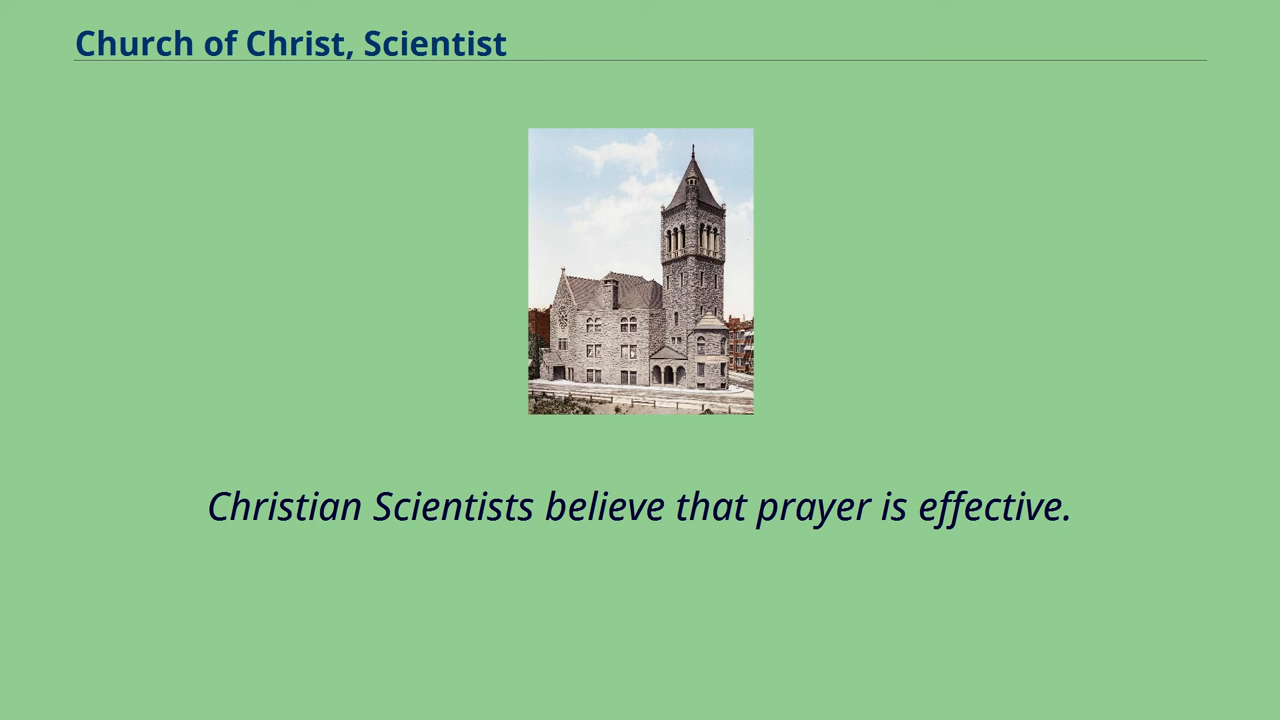 Church of Christ, Scientist
Christian Scientists believe that prayer is effective.